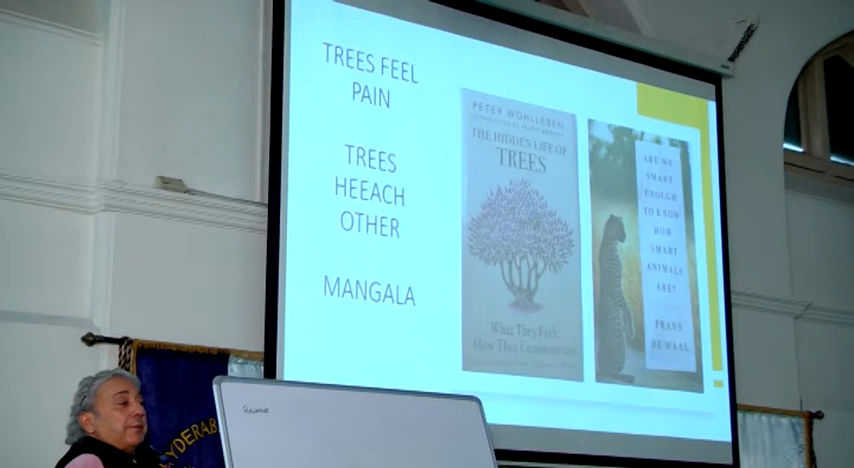 TREES FEEL
PAIN
TREES
HEEACH
OTHER
MANGALA
PETER WOHLLEBEN
THE HIDDEN LIFE OF
TREES
What They Feel,
How They Communicate
ARE WE
SMART
ENOUGH
TO KNOW
HOW
SMART
ANIMALS
ARE?
FRANS
DE WAAL
YDERAB